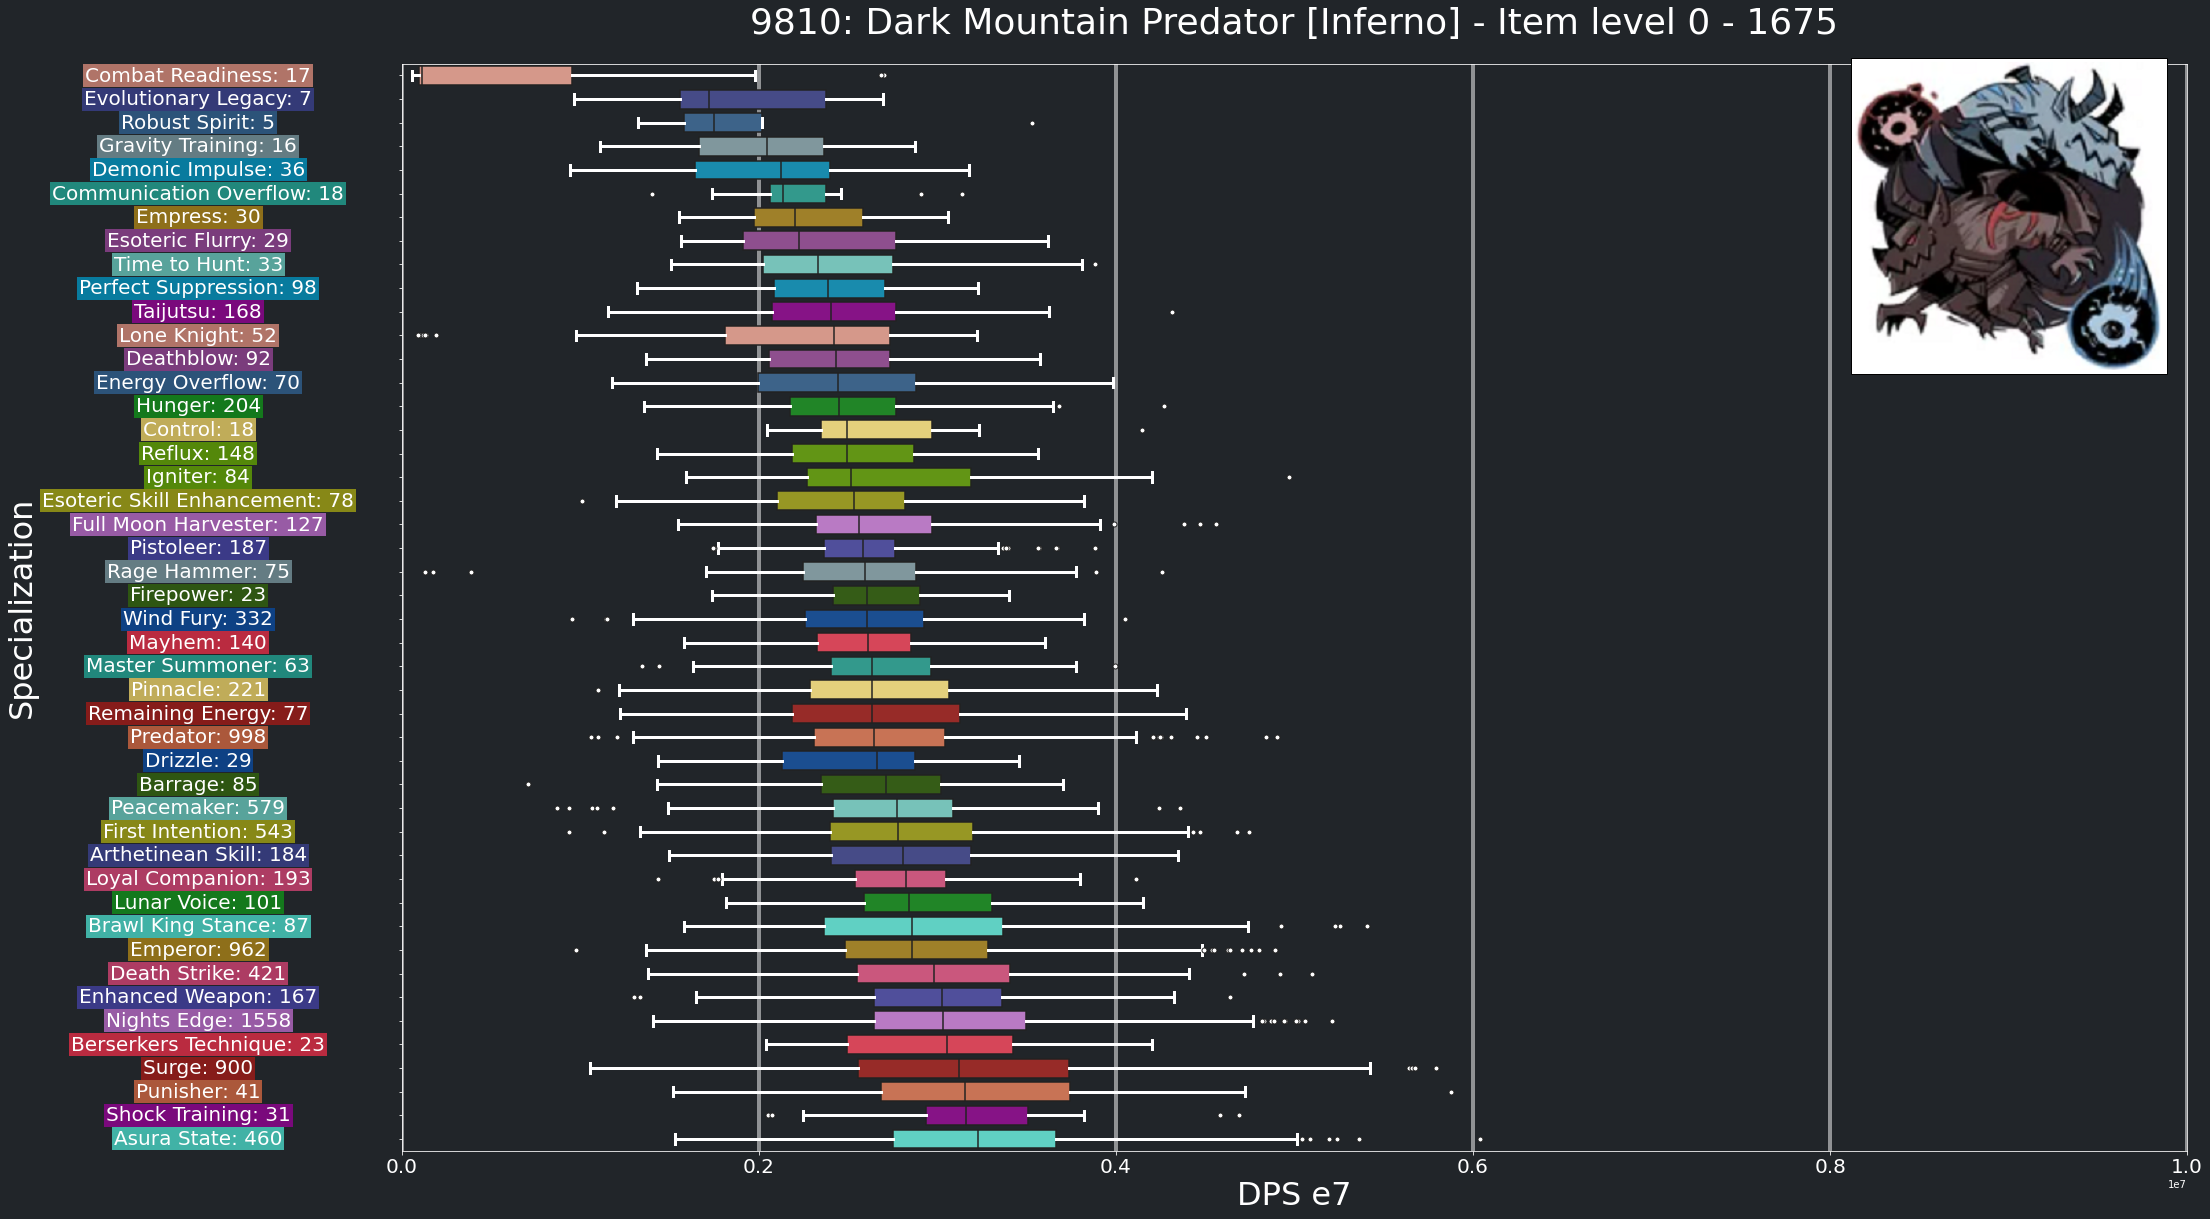 9810: Dark Mountain Predator [Inferno] - Item level 0 - 1675
Specialization
Combat Readiness: 17
Evolutionary Legacy: 7
Robust Spirit: 5
Gravity Training: 16
Demonic Impulse: 36
Communication Overflow: 18
Empress: 30
Esoteric Flurry: 29
Time to Hunt: 33
Perfect Suppression: 98
Taijutsu: 168
Lone Knight: 52
Deathblow: 92
Energy Overflow: 70
Hunger: 204
Control: 18
Reflux: 148
Igniter: 84
Esoteric Skill Enhancement: 78
Full Moon Harvester: 127
Pistoleer: 187
Rage Hammer: 75
Firepower: 23
Wind Fury: 332
Mayhem: 140
Master Summoner: 63
Pinnacle: 221
Remaining Energy: 77
Predator: 998
Drizzle: 29
Barrage: 85
Peacemaker: 579
First Intention: 543
Arthetinean Skill: 184
Loyal Companion: 193
Lunar Voice: 101
Brawl King Stance: 87
Emperor: 962
Death Strike: 421
Enhanced Weapon: 167
Nights Edge: 1558
Berserkers Technique: 23
Surge: 900
Punisher: 41
Shock Training: 31
Asura State: 460
0.0 0.2 0.4 0.6 0.8 1.0
1e7
DPS e7